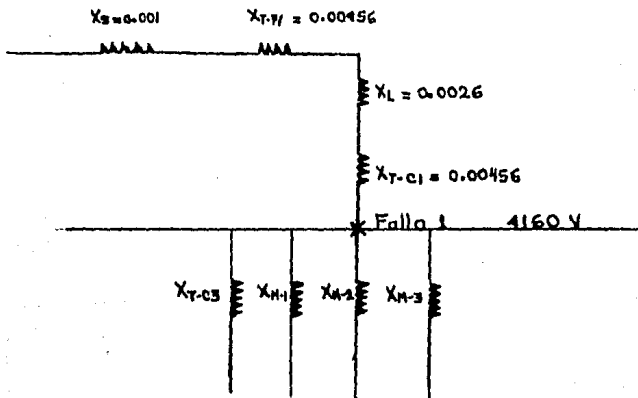 XS=0.001
XT-P1 = 0.00456
XL = 0.0026
XT-C1 = 0.00456
Falla 1 4160 V
XT-C3 XM-1 XM-2 XM-3